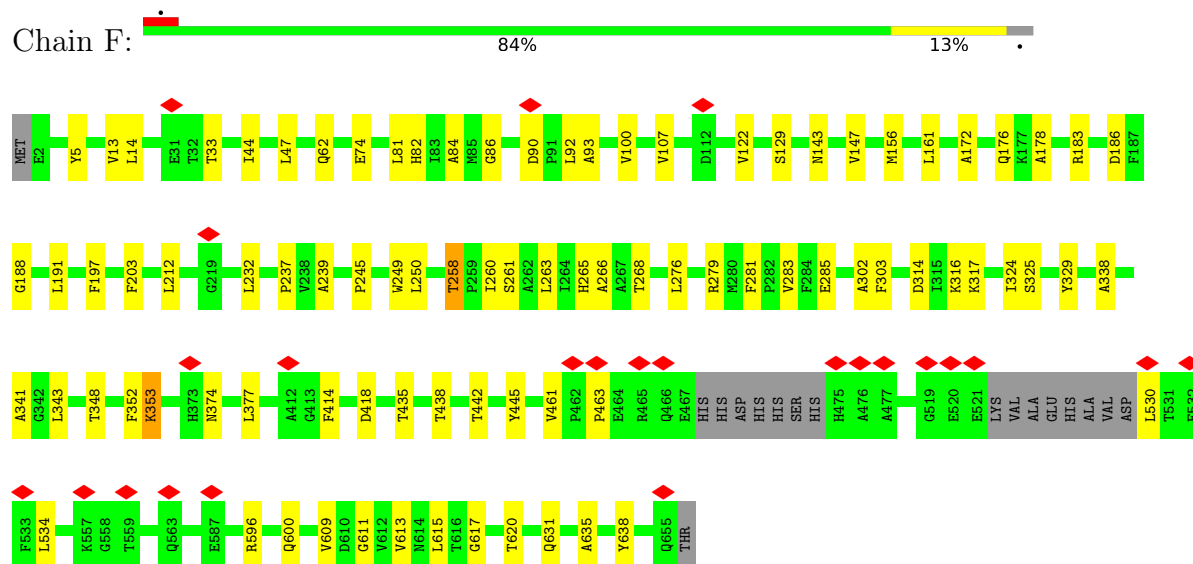 Chain F:
84% 13%
MET E2 Y5 V13 L14 E31 T32 T33 I44 L47 Q62 E74 L81 H82 I83 A84 M85 G86 D90 P91 L92 A93 V100 V107 D112 V122 S129 N143 V147 M156 L161 A172 Q176 K177 A178 R183 D186 F187
G188 L191 F197 F203 L212 G219 L232 P237 V238 A239 P245 W249 L250 T258 P259 I260 S261 A262 L263 I264 H265 A266 A267 T268 L276 R279 M280 F281 P282 V283 F284 E285 A302 F303 D314 I315 K316 K317 I324 S325 Y329 A338
A341 G342 L343 T348 F352 K353 H373 N374 L377 A412 G413 F414 D418 T435 T438 T442 Y445 V461 P462 P463 E464 R465 Q466 E467 HIS HIS ASP HIS HIS SER HIS H475 A476 A477 G519 E520 E521 LYS VAL ALA GLU HIS ALA VAL ASP L530 T531 E532
F533 L534 K557 G558 T559 Q563 E587 R596 Q600 V609 D610 G611 V612 V613 N614 L615 T616 G617 T620 Q631 A635 Y638 Q655 THR